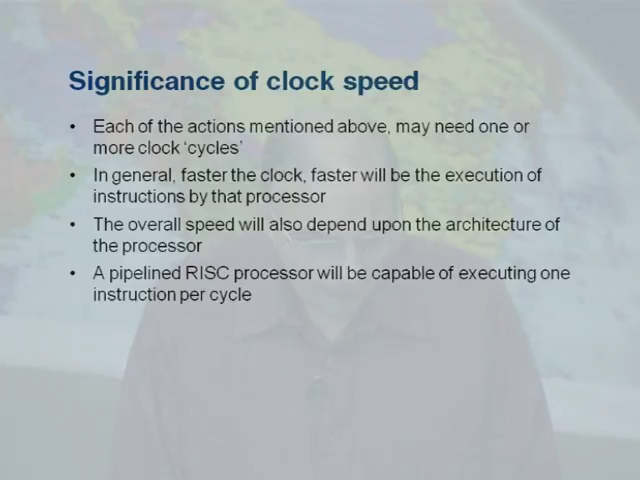 Significance of clock speed
• Each of the actions mentioned above, may need one or
more clock ‘cycles’
• In general, faster the clock, faster will be the execution of
instructions by that processor
• The overall speed will also depend upon the architecture of
the processor
• A pipelined RISC processor will be capable of executing one
instruction per cycle